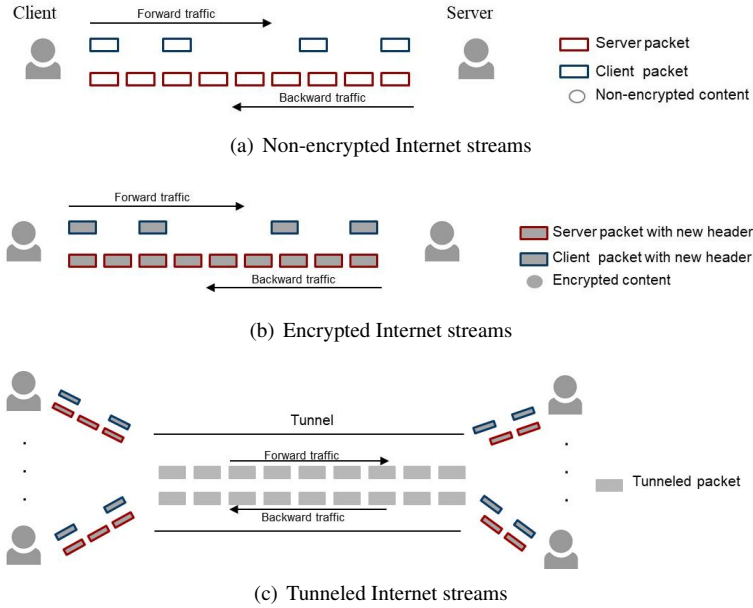 Client
Forward traffic
Server
Server packet
Client packet
Non-encrypted content
Backward traffic
(a) Non-encrypted Internet streams
Forward traffic
Server packet with new header
Client packet with new header
Encrypted content
Backward traffic
(b) Encrypted Internet streams
Tunnel
Forward traffic
Tunneled packet
Backward traffic
(c) Tunneled Internet streams